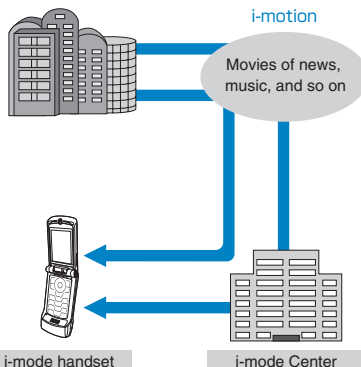 i-motion
Movies of news,
music, and so on
i-mode handset
i-mode Center